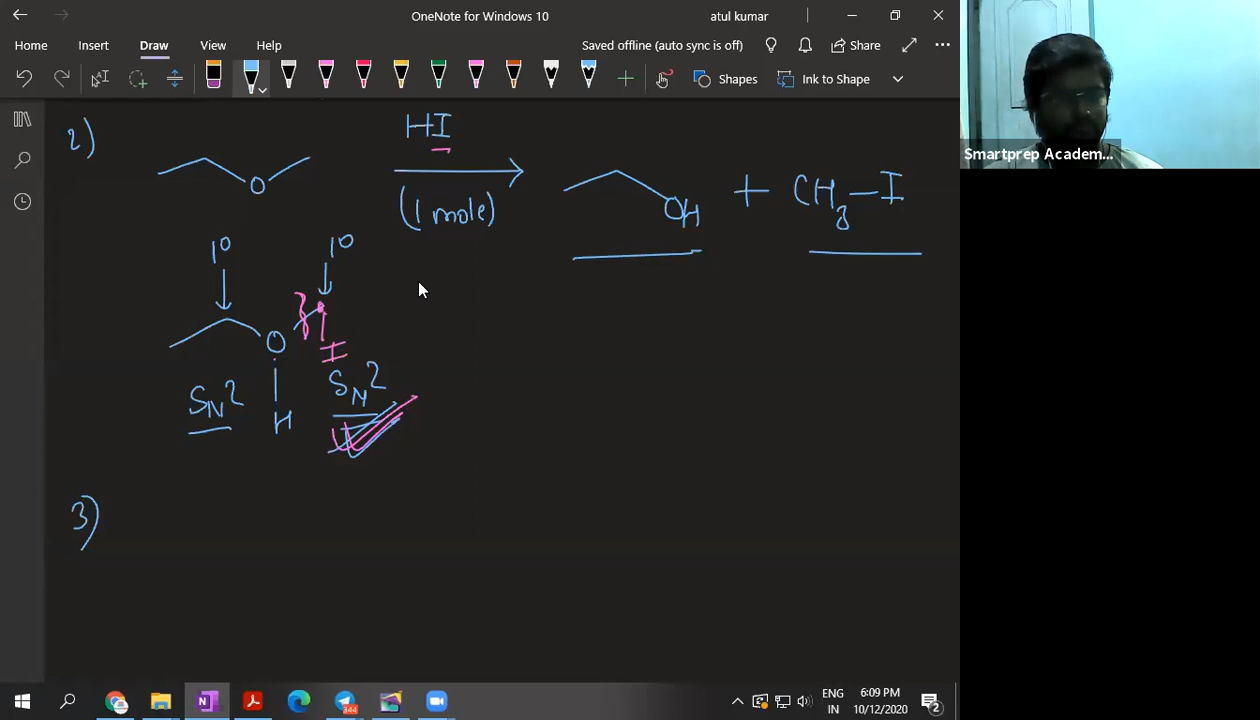 OneNote for Windows 10
atul kumar
Home Insert Draw View Help
Saved offline (auto sync is off)
Share
Shapes
Ink to Shape
Smartprep Academ...
2)
HI
O
(1 mole)
OH + CH3-I
1° 1°
O
I
SN2 H SN2
3)
344
ENG
IN
6:09 PM
10/12/2020
2